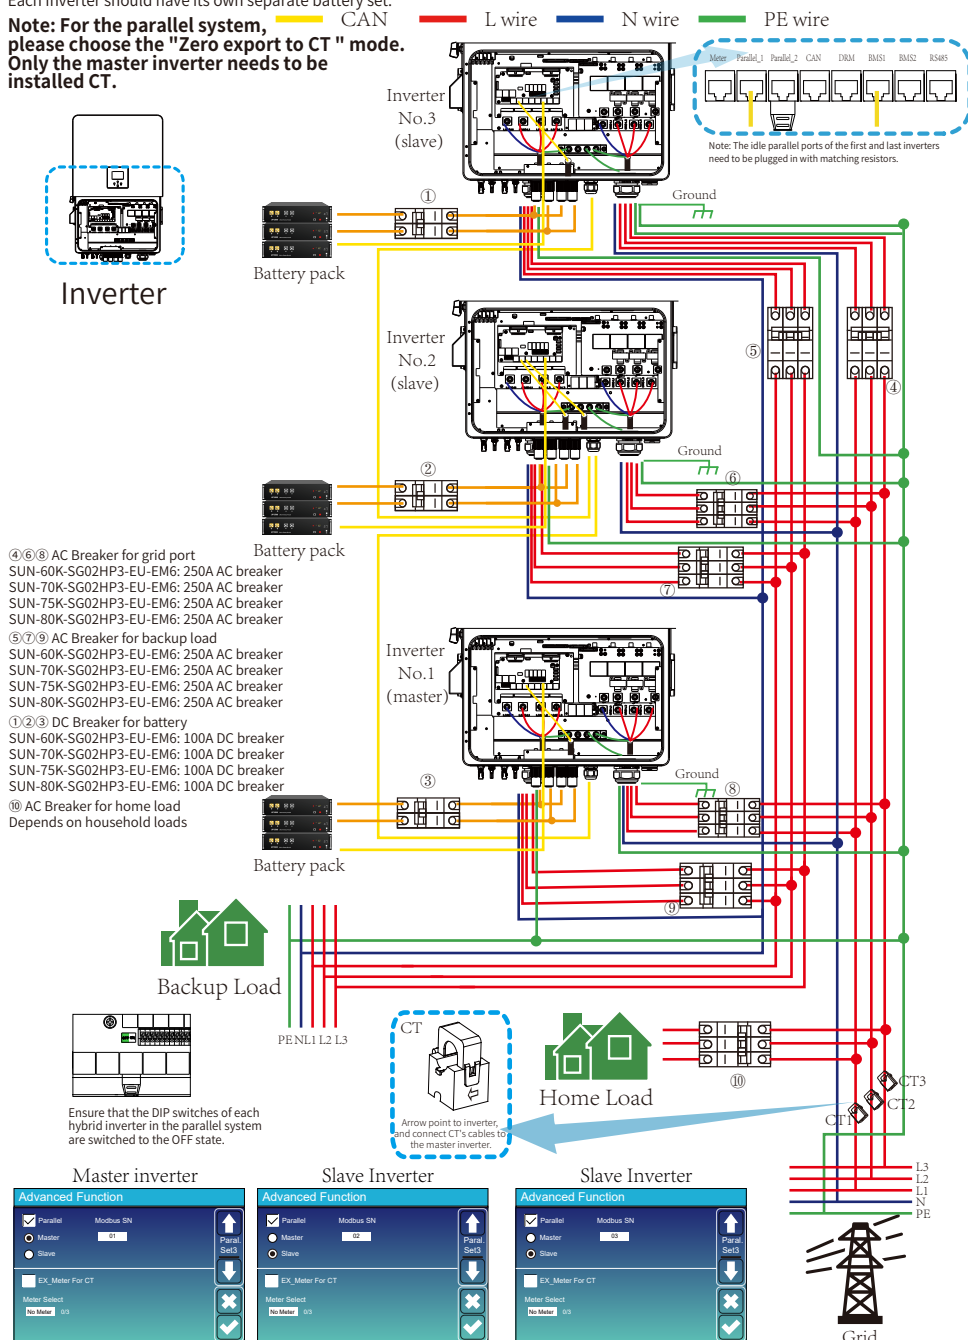 Each inverter should have its own separate battery set.
Note: For the parallel system,
please choose the "Zero export to CT " mode.
Only the master inverter needs to be
installed CT.
CAN
L wire
N wire
PE wire
Inverter
No.3
(slave)
Meter Parallel_1 Parallel_2 CAN DRM BMS1 BMS2 RS485
Note: The idle parallel ports of the first and last inverters
need to be plugged in with matching resistors.
Inverter
①
Battery pack
Ground
Inverter
No.2
(slave)
⑤
④
②
Battery pack
Ground
⑥
⑦
④⑥⑧ AC Breaker for grid port
SUN-60K-SG02HP3-EU-EM6: 250A AC breaker
SUN-70K-SG02HP3-EU-EM6: 250A AC breaker
SUN-75K-SG02HP3-EU-EM6: 250A AC breaker
SUN-80K-SG02HP3-EU-EM6: 250A AC breaker
⑤⑦⑨ AC Breaker for backup load
SUN-60K-SG02HP3-EU-EM6: 250A AC breaker
SUN-70K-SG02HP3-EU-EM6: 250A AC breaker
SUN-75K-SG02HP3-EU-EM6: 250A AC breaker
SUN-80K-SG02HP3-EU-EM6: 250A AC breaker
①②③ DC Breaker for battery
SUN-60K-SG02HP3-EU-EM6: 100A DC breaker
SUN-70K-SG02HP3-EU-EM6: 100A DC breaker
SUN-75K-SG02HP3-EU-EM6: 100A DC breaker
SUN-80K-SG02HP3-EU-EM6: 100A DC breaker
⑩ AC Breaker for home load
Depends on household loads
Inverter
No.1
(master)
③
Battery pack
Ground
⑧
⑨
Backup Load
PE N L1 L2 L3
Ensure that the DIP switches of each
hybrid inverter in the parallel system
are switched to the OFF state.
CT
Arrow point to inverter,
and connect CT's cables to
the master inverter.
Home Load
⑩
CT3
CT2
CT1
L3
L2
L1
N
PE
Grid
Master inverter
Advanced Function
Parallel
Modbus SN
Master
01
Slave
Paral.
Set3
EX_Meter For CT
Meter Select
No Meter 0/3
Slave Inverter
Advanced Function
Parallel
Modbus SN
Master
02
Slave
Paral.
Set3
EX_Meter For CT
Meter Select
No Meter 0/3
Slave Inverter
Advanced Function
Parallel
Modbus SN
Master
03
Slave
Paral.
Set3
EX_Meter For CT
Meter Select
No Meter 0/3